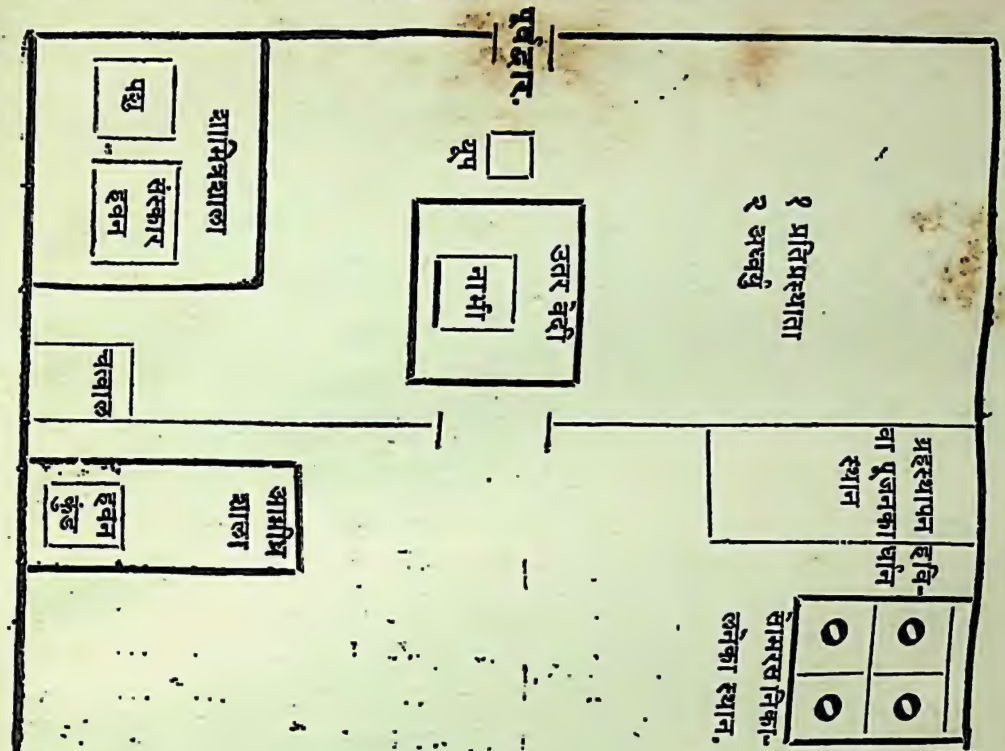 ग्रहस्थापन हवि-
वा पूजनका र्धान
स्थान
१ प्रतिप्रस्थाता
२ अध्वर्यु
सोमरस निका-
लनेका स्थान.
पूर्वद्वार.
यूप
उत्तर वेदी
नाभी
आग्नीध्र
शाला
शामित्रशाला
पशु
संस्कार
हवन
चत्वाल
हवन
कुंड